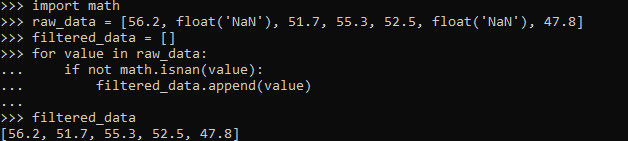 >>> import math
>>> raw_data = [56.2, float('NaN'), 51.7, 55.3, 52.5, float('NaN'), 47.8]
>>> filtered_data = []
>>> for value in raw_data:
...     if not math.isnan(value):
...         filtered_data.append(value)
...
>>> filtered_data
[56.2, 51.7, 55.3, 52.5, 47.8]